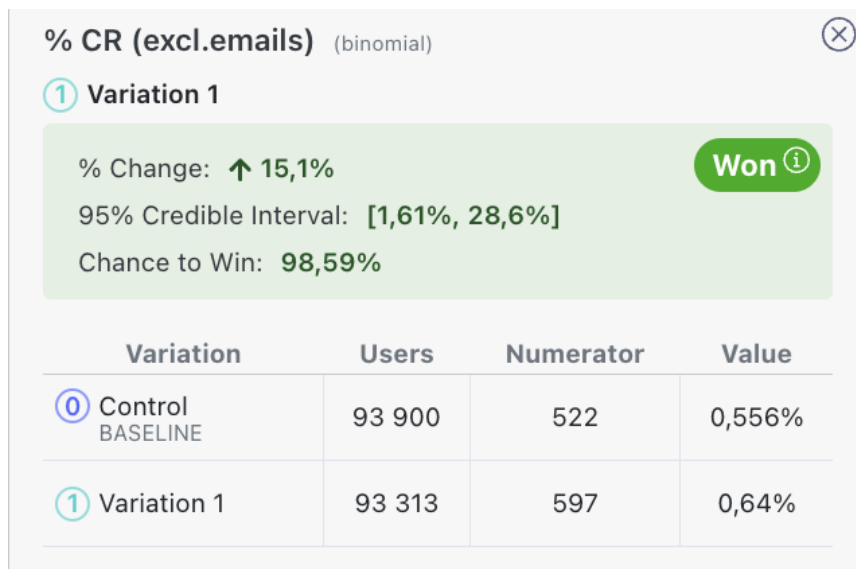 % CR (excl.emails) (binomial)
1 Variation 1
% Change: ↑ 15,1%
Won
95% Credible Interval: [1,61%, 28,6%]
Chance to Win: 98,59%
Variation Users Numerator Value
0 Control 93 900 522 0,556%
BASELINE
1 Variation 1 93 313 597 0,64%